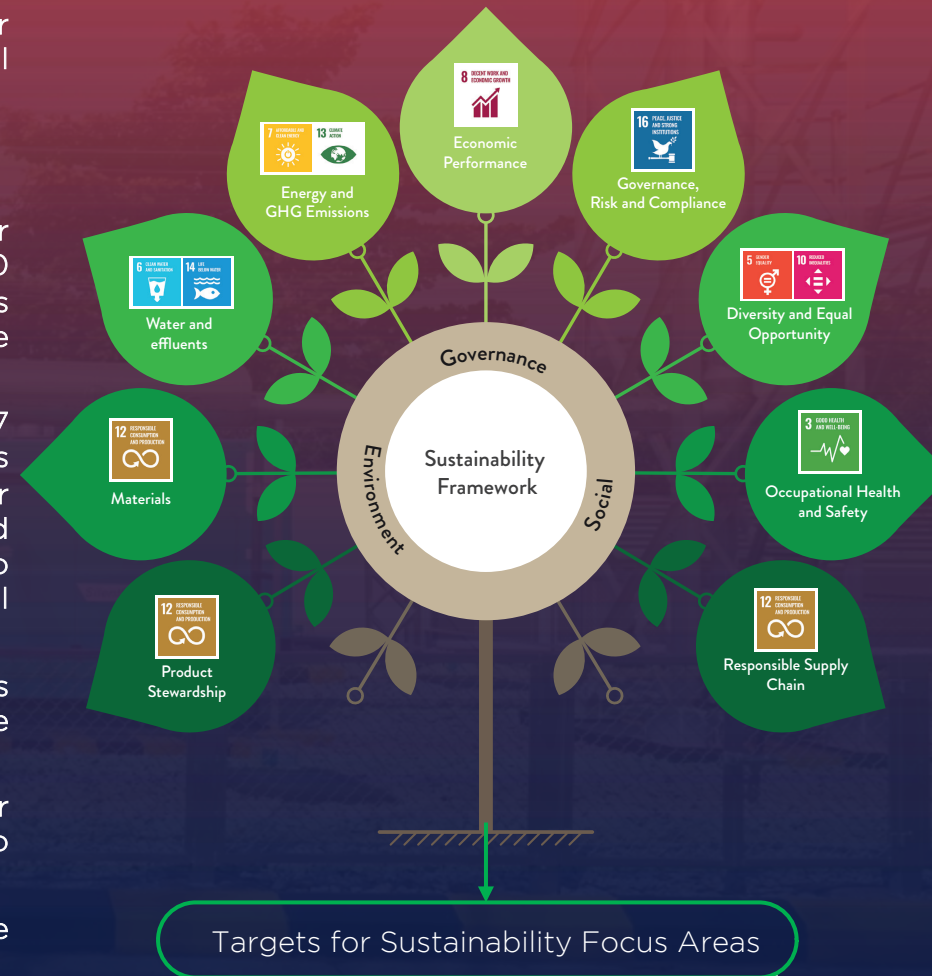 r
l
r
0
s
e
7
s
r
d
o
l
s
e
r
o
e
8 DECENT WORK AND
ECONOMIC GROWTH
Economic
Performance
7 AFFORDABLE AND
CLEAN ENERGY
13 CLIMATE
ACTION
Energy and
GHG Emissions
16 PEACE, JUSTICE
AND STRONG
INSTITUTIONS
Governance,
Risk and Compliance
6 CLEAN WATER
AND SANITATION
14 LIFE
BELOW WATER
Water and
effluents
5 GENDER
EQUALITY
10 REDUCED
INEQUALITIES
Diversity and Equal
Opportunity
12 RESPONSIBLE
CONSUMPTION
AND PRODUCTION
Materials
3 GOOD HEALTH
AND WELL-BEING
Occupational Health
and Safety
12 RESPONSIBLE
CONSUMPTION
AND PRODUCTION
Product
Stewardship
12 RESPONSIBLE
CONSUMPTION
AND PRODUCTION
Responsible Supply
Chain
Governance
Environment
Social
Sustainability
Framework
Targets for Sustainability Focus Areas